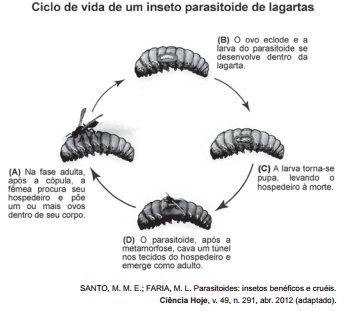 Ciclo de vida de um inseto parasitoide de lagartas
(B) O ovo eclode e a
larva do parasitoide se
desenvolve dentro da
lagarta.
(A) Na fase adulta,
após a cópula, a
fêmea procura seu
hospedeiro e põe
um ou mais ovos
dentro de seu corpo.
(C) A larva torna-se
pupa, levando o
hospedeiro à morte.
(D) O parasitoide, após a
metamorfose, cava um túnel
nos tecidos do hospedeiro e
emerge como adulto.
SANTO, M. M. E.; FARIA, M. L. Parasitoides: insetos benéficos e cruéis.
Ciência Hoje, v. 49, n. 291, abr. 2012 (adaptado).